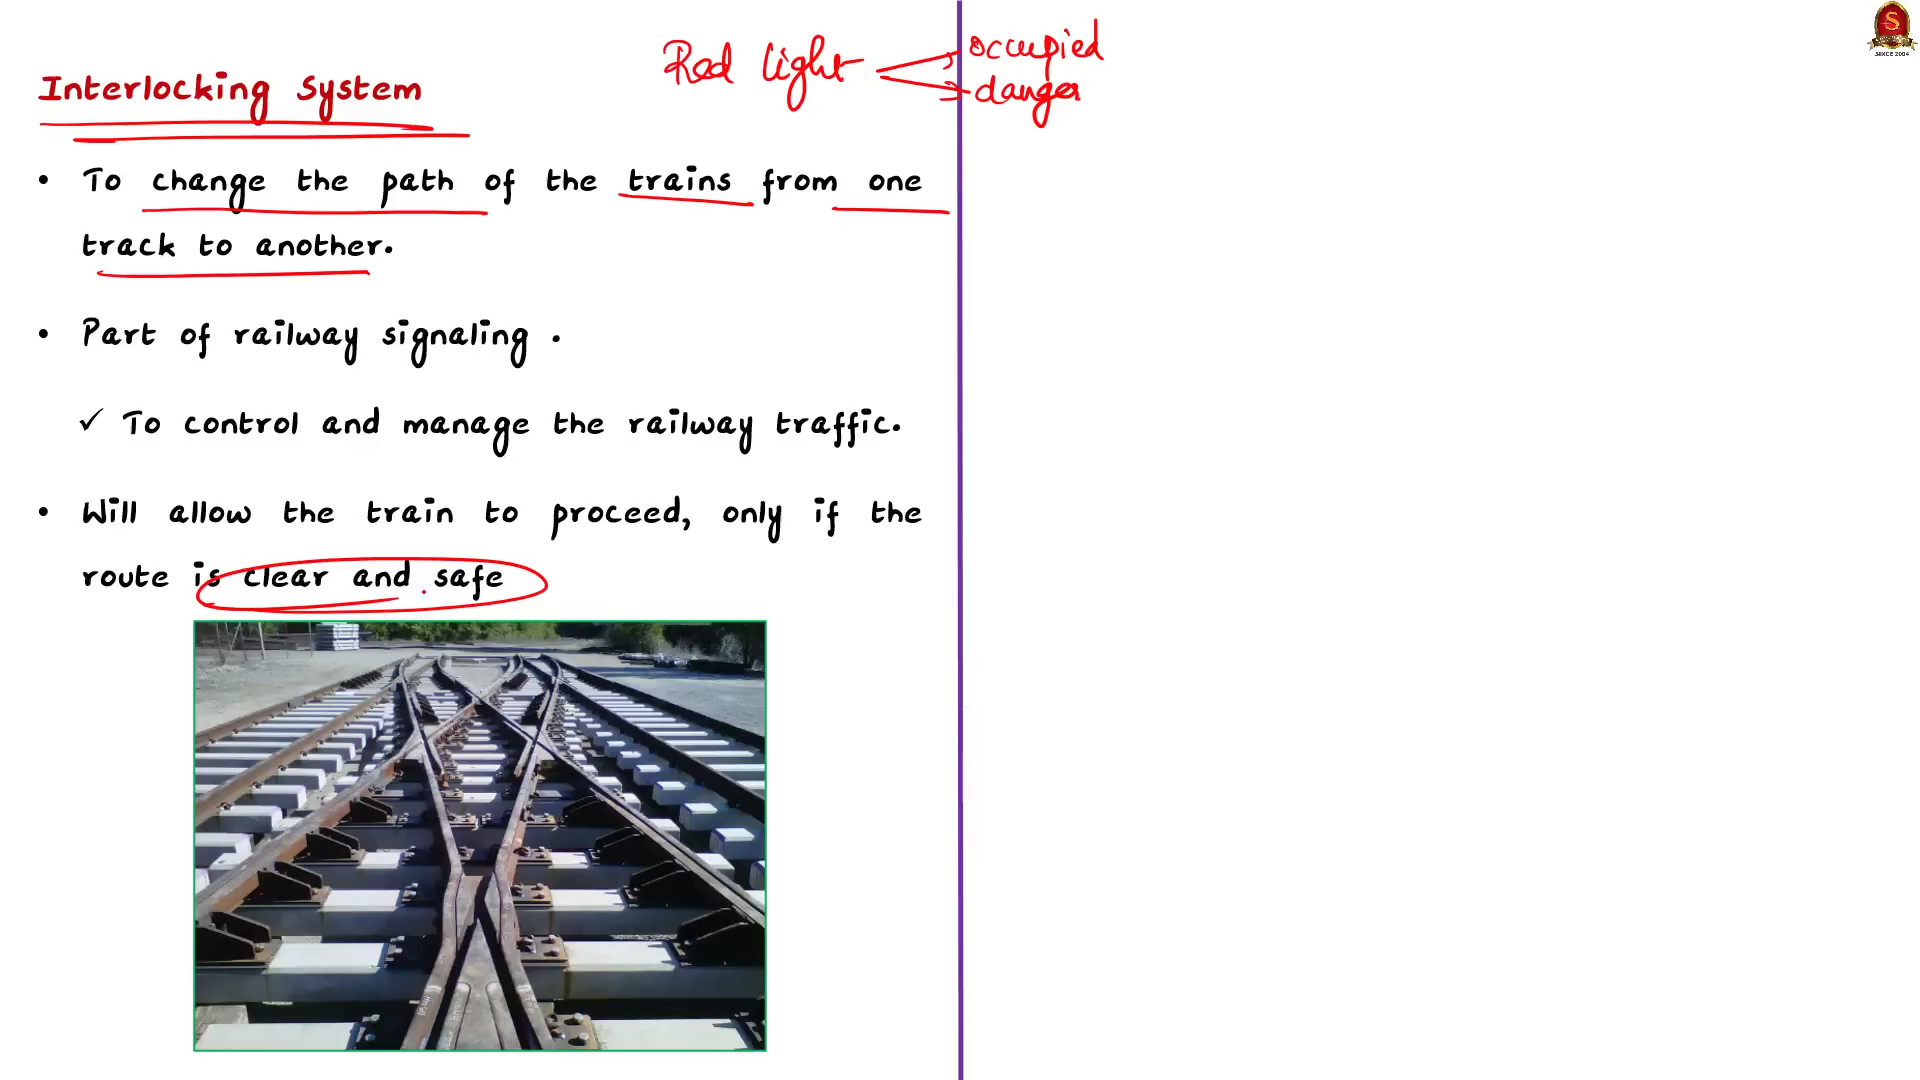 Red light
occupied
danger
Interlocking System
• To change the path of the trains from one
track to another.
• Part of railway signaling .
✓ To control and manage the railway traffic.
• Will allow the train to proceed, only if the
route is clear and safe
S
SINCE 2004